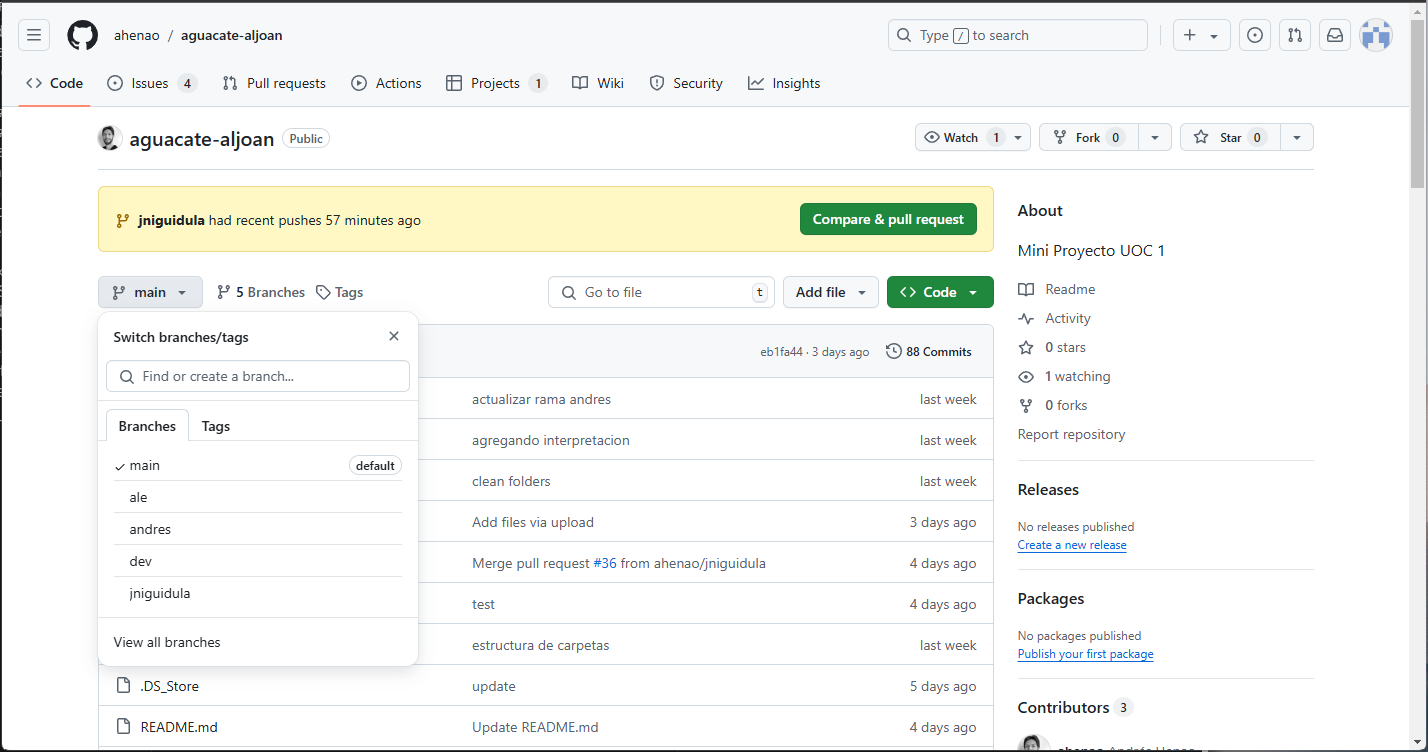 ahenao / aguacate-aljoan
Type / to search
Code
Issues 4
Pull requests
Actions
Projects 1
Wiki
Security
Insights
aguacate-aljoan Public
Watch 1
Fork 0
Star 0
jniguidula had recent pushes 57 minutes ago
Compare & pull request
main
5 Branches
Tags
Go to file t
Add file
Code
Switch branches/tags
Find or create a branch...
Branches
Tags
main default
ale
andres
dev
jniguidula
View all branches
eb1fa44 · 3 days ago
88 Commits
actualizar rama andres last week
agregando interpretacion last week
clean folders last week
Add files via upload 3 days ago
Merge pull request #36 from ahenao/jniguidula 4 days ago
test 4 days ago
estructura de carpetas last week
.DS_Store update 5 days ago
README.md Update README.md 4 days ago
About
Mini Proyecto UOC 1
Readme
Activity
0 stars
1 watching
0 forks
Report repository
Releases
No releases published
Create a new release
Packages
No packages published
Publish your first package
Contributors 3
ahenao Andrés Henao